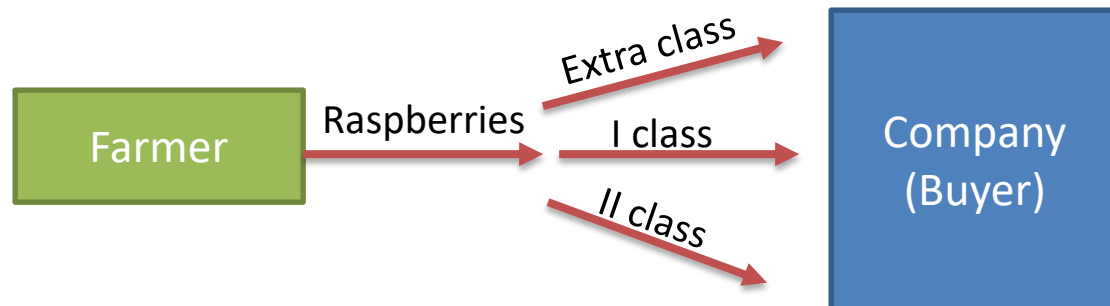 Farmer
Raspberries
Extra class
I class
II class
Company
(Buyer)